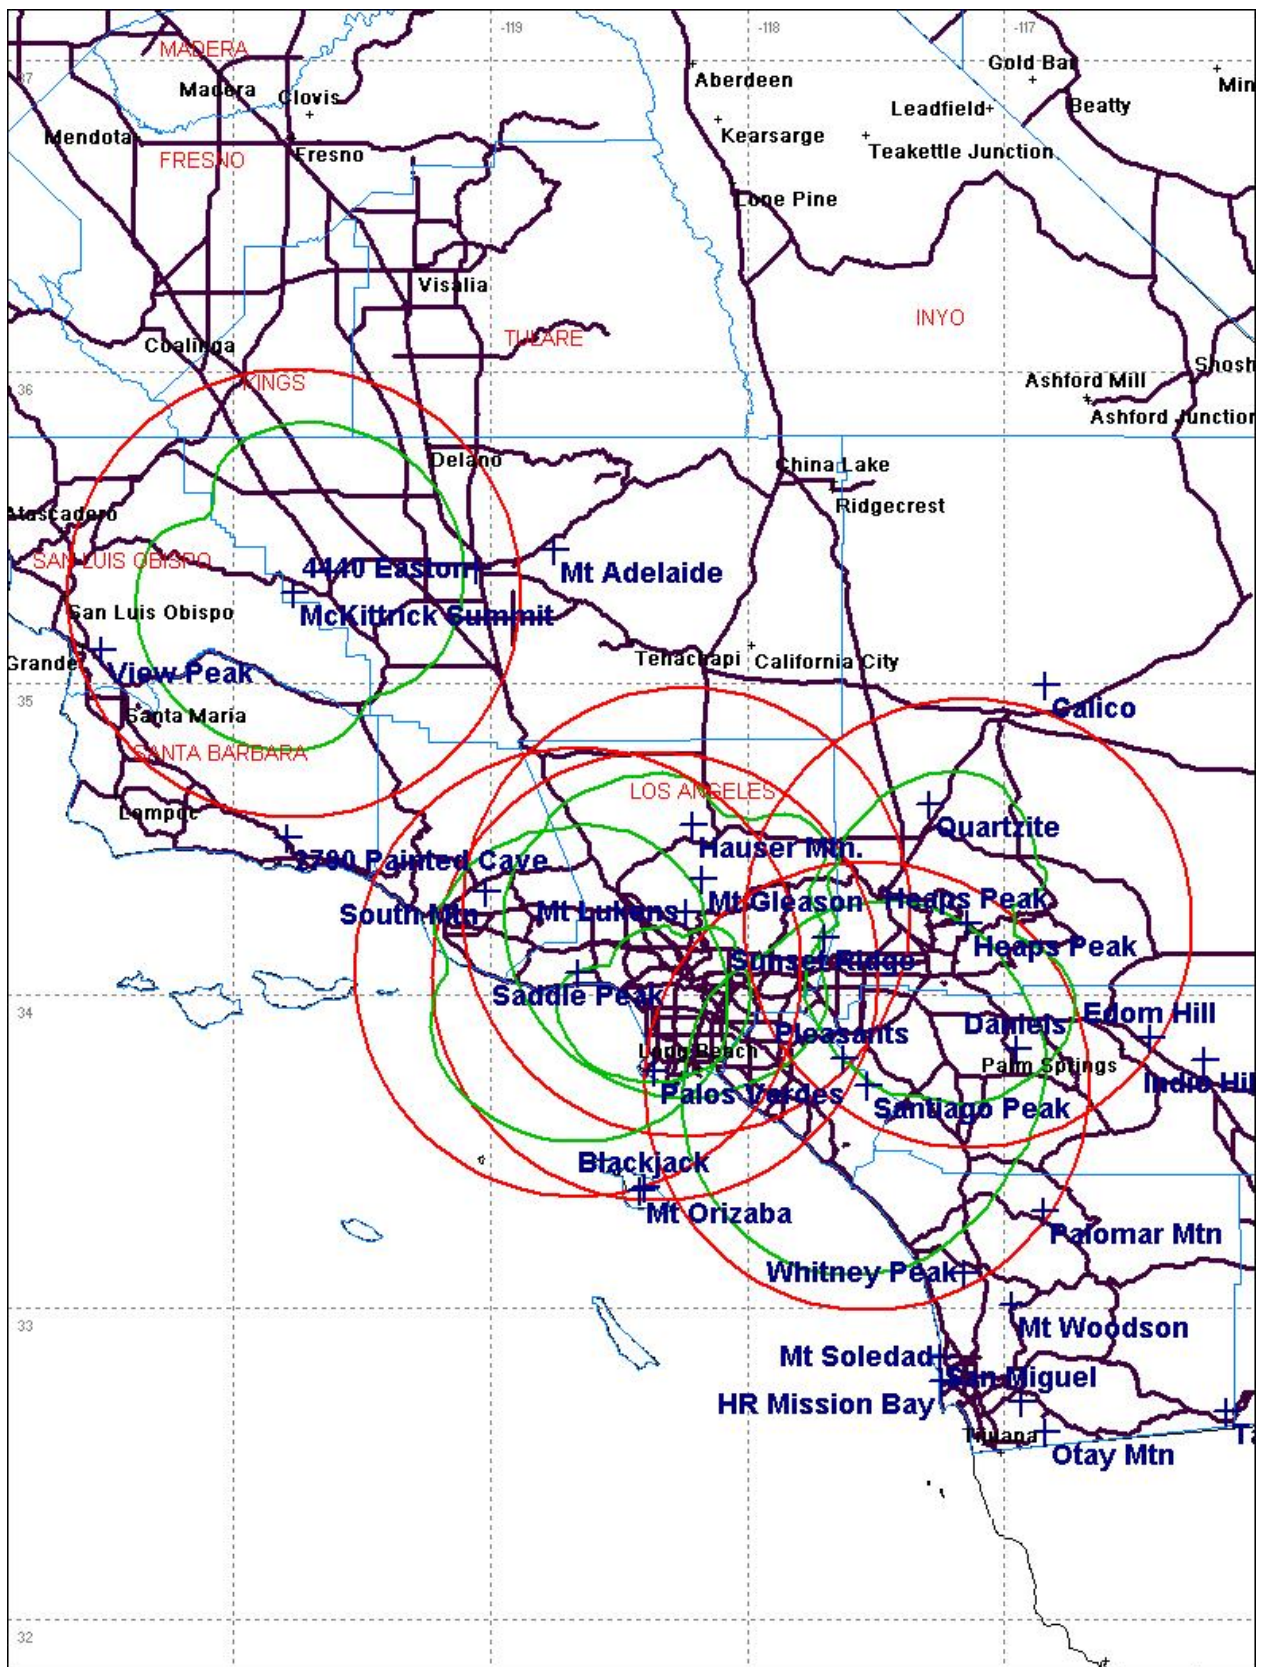 -119
-118
-117
MADERA
37
Madera
Clovis
Aberdeen
Gold Bar
Min
Leadfield
Beatty
Mendota
Kearsarge
FRESNO
Fresno
Teakettle Junction
Lone Pine
Visalia
INYO
TULARE
Coalinga
KINGS
36
Shosh
Ashford Mill
Ashford Junction
Delano
China Lake
Ridgecrest
Atascadero
SAN LUIS OBISPO
4440 Easton
Mt Adelaide
San Luis Obispo
McKittrick Summit
Grande
View Peak
Tehachapi
California City
35
Calico
Santa Maria
SANTA BARBARA
LOS ANGELES
Lompoc
Quartzite
Hauser Mtn.
3780 Painted Cave
South Mtn
Mt Lukens
Mt Gleason
Heaps Peak
Heaps Peak
Sunset Ridge
Saddle Peak
34
Pleasants
Daniels
Edom Hill
Long Beach
Palm Springs
Indio Hil
Palos Verdes
Santiago Peak
Blackjack
Mt Orizaba
Palomar Mtn
Whitney Peak
33
Mt Woodson
Mt Soledad
San Miguel
HR Mission Bay
Tijuana
Otay Mtn
32